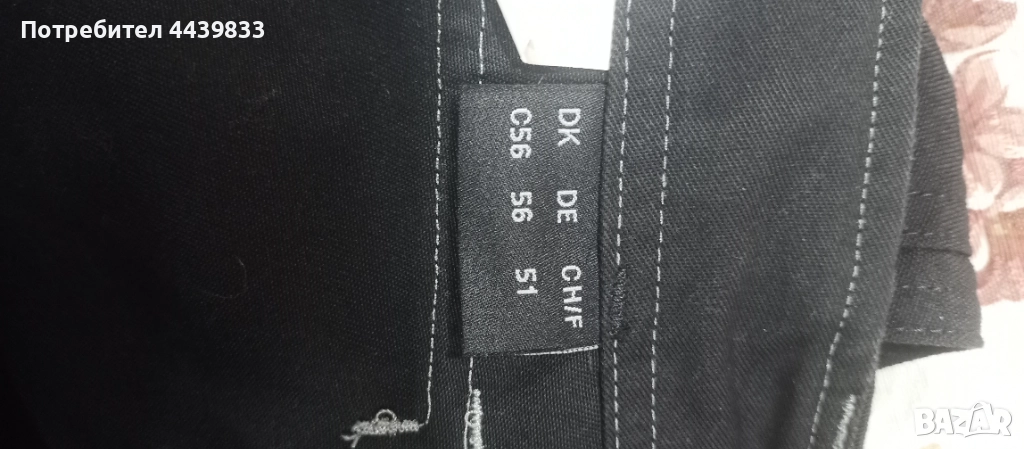 Потребител 4439833
DK DE CH/F
C56 56 51
BAZAR